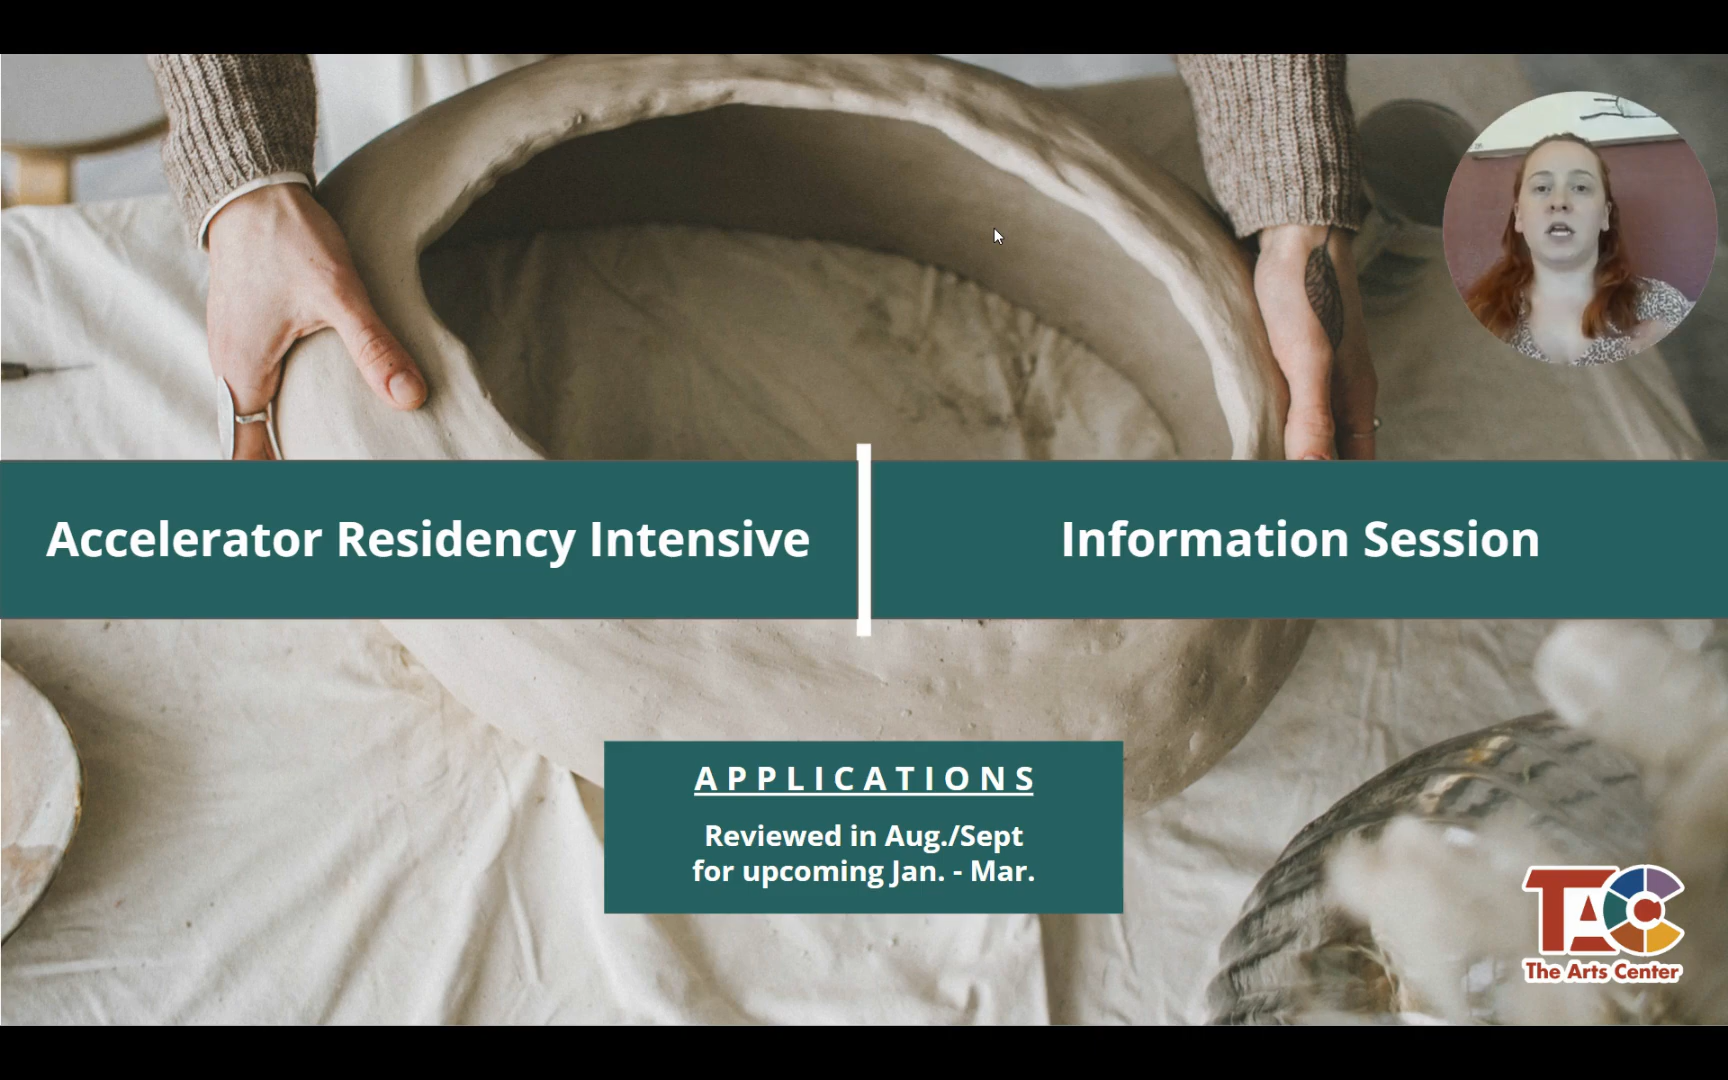 Accelerator Residency Intensive
Information Session
APPLICATIONS
Reviewed in Aug./Sept
for upcoming Jan. - Mar.
TAC
The Arts Center